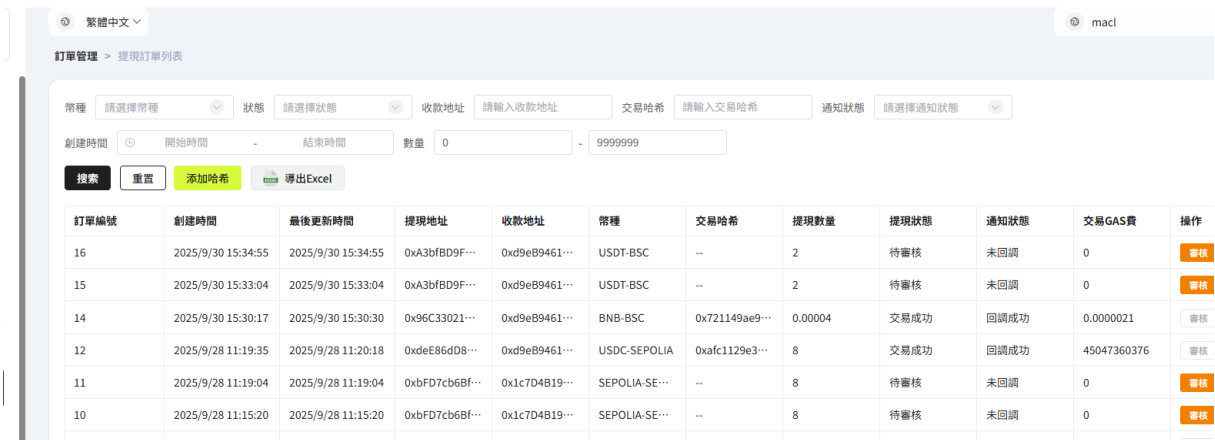 繁體中文
macl
訂單管理 > 提現訂單列表
幣種 請選擇幣種 狀態 請選擇狀態 收款地址 請輸入收款地址 交易哈希 請輸入交易哈希 通知狀態 請選擇通知狀態
創建時間 開始時間 - 結束時間 數量 0 - 9999999
搜索 重置 添加哈希 導出Excel
訂單編號 創建時間 最後更新時間 提現地址 收款地址 幣種 交易哈希 提現數量 提現狀態 通知狀態 交易GAS費 操作
16 2025/9/30 15:34:55 2025/9/30 15:34:55 0xA3bfBD9F… 0xd9eB9461… USDT-BSC -- 2 待審核 未回調 0 審核
15 2025/9/30 15:33:04 2025/9/30 15:33:04 0xA3bfBD9F… 0xd9eB9461… USDT-BSC -- 2 待審核 未回調 0 審核
14 2025/9/30 15:30:17 2025/9/30 15:30:30 0x96C33021… 0xd9eB9461… BNB-BSC 0x721149ae9… 0.00004 交易成功 回調成功 0.0000021 審核
12 2025/9/28 11:19:35 2025/9/28 11:20:18 0xdeE86dD8… 0xd9eB9461… USDC-SEPOLIA 0xafc1129e3… 8 交易成功 回調成功 45047360376 審核
11 2025/9/28 11:19:04 2025/9/28 11:19:04 0xbFD7cb6Bf… 0x1c7D4B19… SEPOLIA-SE… -- 8 待審核 未回調 0 審核
10 2025/9/28 11:15:20 2025/9/28 11:15:20 0xbFD7cb6Bf… 0x1c7D4B19… SEPOLIA-SE… -- 8 待審核 未回調 0 審核